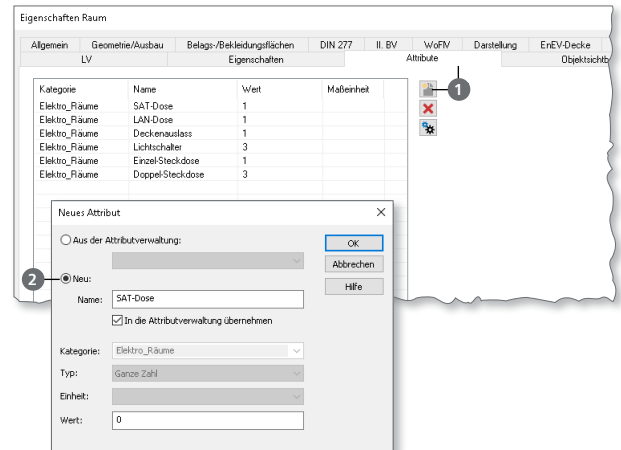 Eigenschaften Raum
Allgemein Geometrie/Ausbau Belags-/Bekleidungsflächen DIN 277 II. BV WoFlV Darstellung EnEV-Decke
LV Eigenschaften Attribute Objektsichtb
Kategorie Name Wert Maßeinheit
Elektro_Räume SAT-Dose 1
Elektro_Räume LAN-Dose 1
Elektro_Räume Deckenauslass 1
Elektro_Räume Lichtschalter 3
Elektro_Räume Einzel-Steckdose 1
Elektro_Räume Doppel-Steckdose 3
1
Neues Attribut
Aus der Attributverwaltung:
OK
Abbrechen
Hilfe
2
Neu:
Name: SAT-Dose
In die Attributverwaltung übernehmen
Kategorie: Elektro_Räume
Typ: Ganze Zahl
Einheit:
Wert: 0